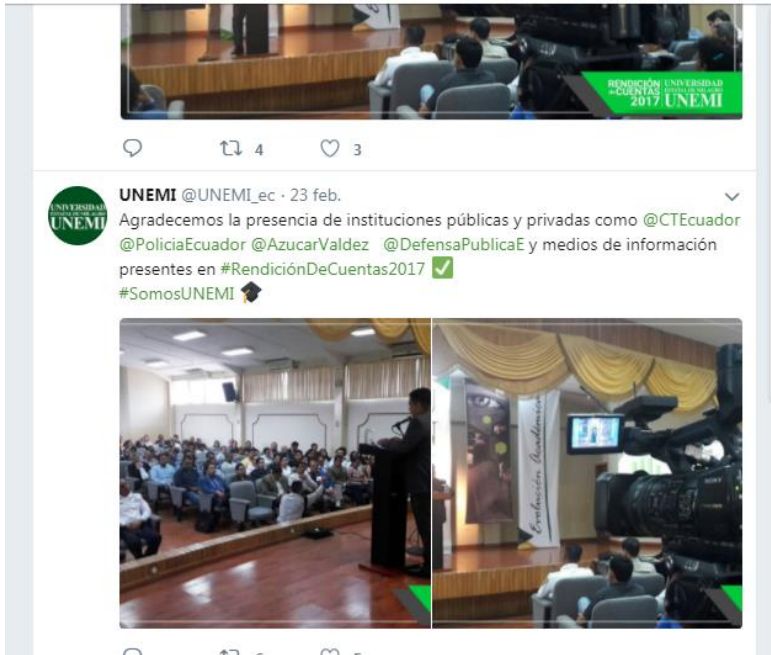 RENDICIÓN UNIVERSIDAD
de CUENTAS ESTATAL DE MILAGRO
2017 UNEMI
4 3
UNIVERSIDAD
ESTATAL DE MILAGRO
UNEMI
UNEMI @UNEMI_ec · 23 feb.
Agradecemos la presencia de instituciones públicas y privadas como @CTEcuador
@PoliciaEcuador @AzucarValdez @DefensaPublicaE y medios de información
presentes en #RendiciónDeCuentas2017 ✅
#SomosUNEMI 🎓
Evolución Académica
SONY